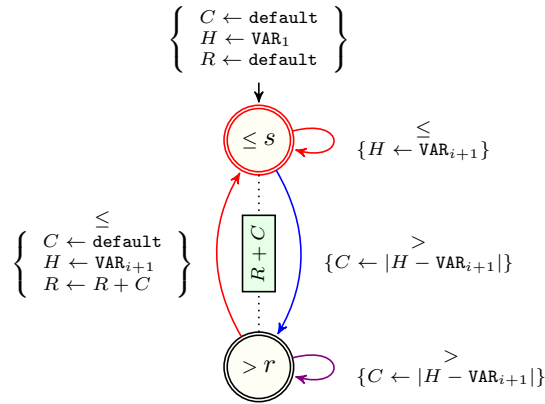 C ← default
H ← VAR₁
R ← default
≤ s
≤
{H ← VARᵢ₊₁}
≤
C ← default
H ← VARᵢ₊₁
R ← R + C
R + C
>
{C ← |H − VARᵢ₊₁|}
> r
>
{C ← |H − VARᵢ₊₁|}